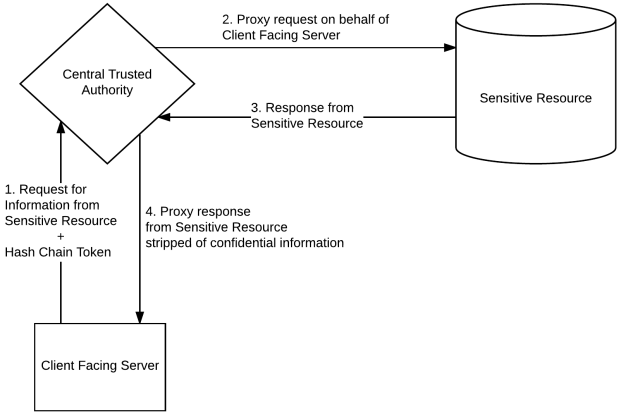 2. Proxy request on behalf of
Client Facing Server
Central Trusted
Authority
Sensitive Resource
3. Response from
Sensitive Resource
1. Request for
Information from
Sensitive Resource
+
Hash Chain Token
4. Proxy response
from Sensitive Resource
stripped of confidential information
Client Facing Server